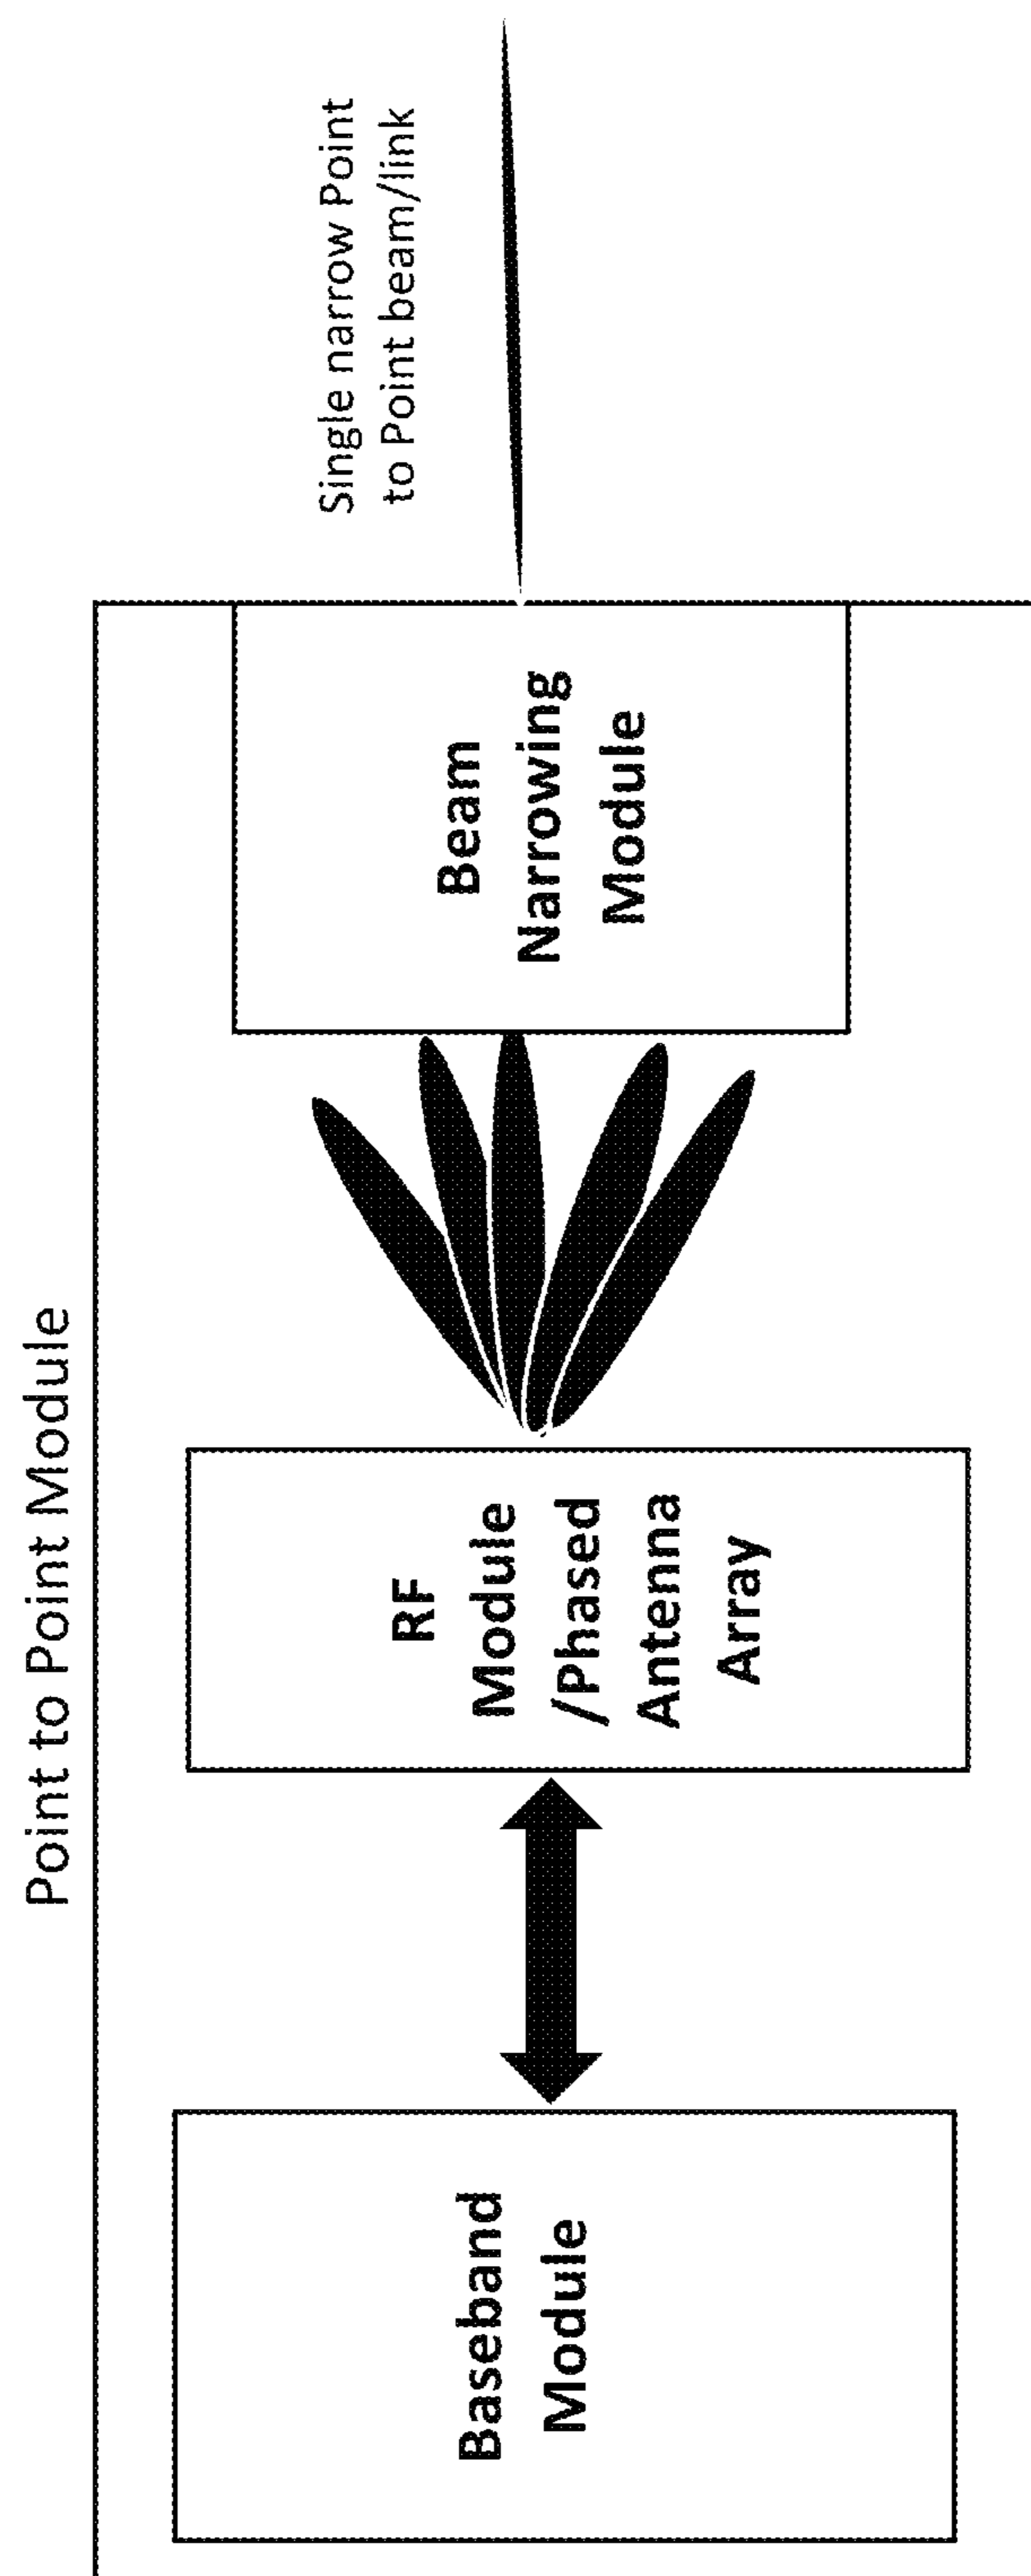 Point to Point Module
Baseband
Module
RF
Module
/Phased
Antenna
Array
Beam
Narrowing
Module
Single narrow Point
to Point beam/link